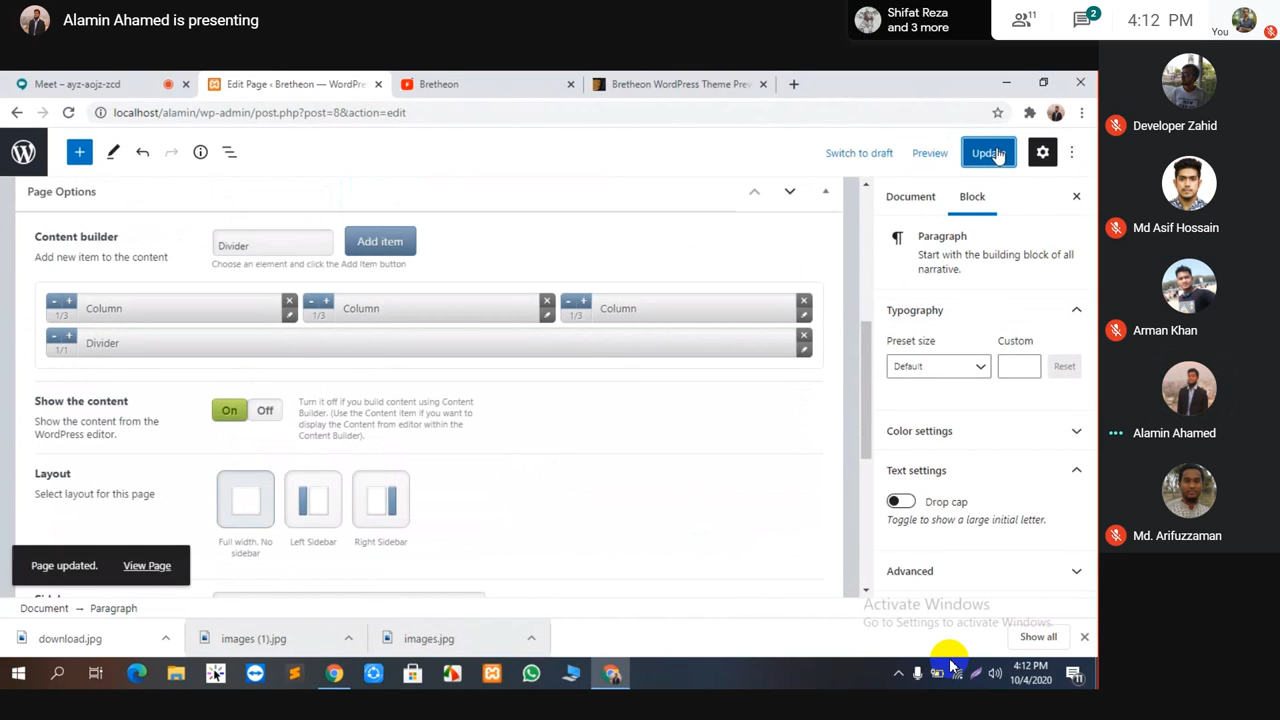 Alamin Ahamed is presenting
Shifat Reza
and 3 more
11
2
4:12 PM
You
Meet – ayz-aojz-zcd
Edit Page ‹ Bretheon — WordPre
Bretheon
Bretheon WordPress Theme Prev
localhost/alamin/wp-admin/post.php?post=8&action=edit
Switch to draft
Preview
Update
Page Options
Document
Block
Paragraph
Start with the building block of all
narrative.
Content builder
Add new item to the content
Divider
Add item
Choose an element and click the Add Item button
- +
1/3
Column
- +
1/3
Column
- +
1/3
Column
- +
1/1
Divider
Show the content
Show the content from the
WordPress editor.
On
Off
Turn it off if you build content using Content
Builder. (Use the Content item if you want to
display the Content from editor within the
Content Builder).
Layout
Select layout for this page
Full width. No
sidebar
Left Sidebar
Right Sidebar
Typography
Preset size
Custom
Default
Reset
Color settings
Text settings
Drop cap
Toggle to show a large initial letter.
Advanced
Page updated.
View Page
Document → Paragraph
Activate Windows
Go to Settings to activate Windows.
download.jpg
images (1).jpg
images.jpg
Show all
4:12 PM
10/4/2020
11
Developer Zahid
Md Asif Hossain
Arman Khan
Alamin Ahamed
Md. Arifuzzaman